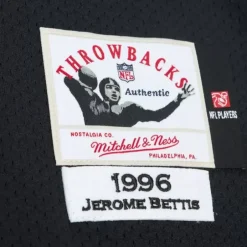 THROWBACKS
NFL
Authentic
NFL PLAYERS
NOSTALGIA CO.
Mitchell & Ness
PHILADELPHIA, PA.
1996
JEROME BETTIS